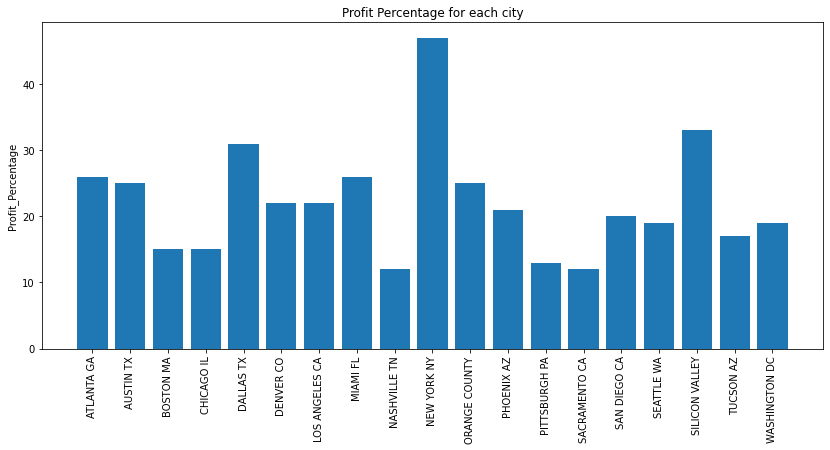 Profit Percentage for each city
Profit_Percentage
40
30
20
10
0
ATLANTA GA
AUSTIN TX
BOSTON MA
CHICAGO IL
DALLAS TX
DENVER CO
LOS ANGELES CA
MIAMI FL
NASHVILLE TN
NEW YORK NY
ORANGE COUNTY
PHOENIX AZ
PITTSBURGH PA
SACRAMENTO CA
SAN DIEGO CA
SEATTLE WA
SILICON VALLEY
TUCSON AZ
WASHINGTON DC